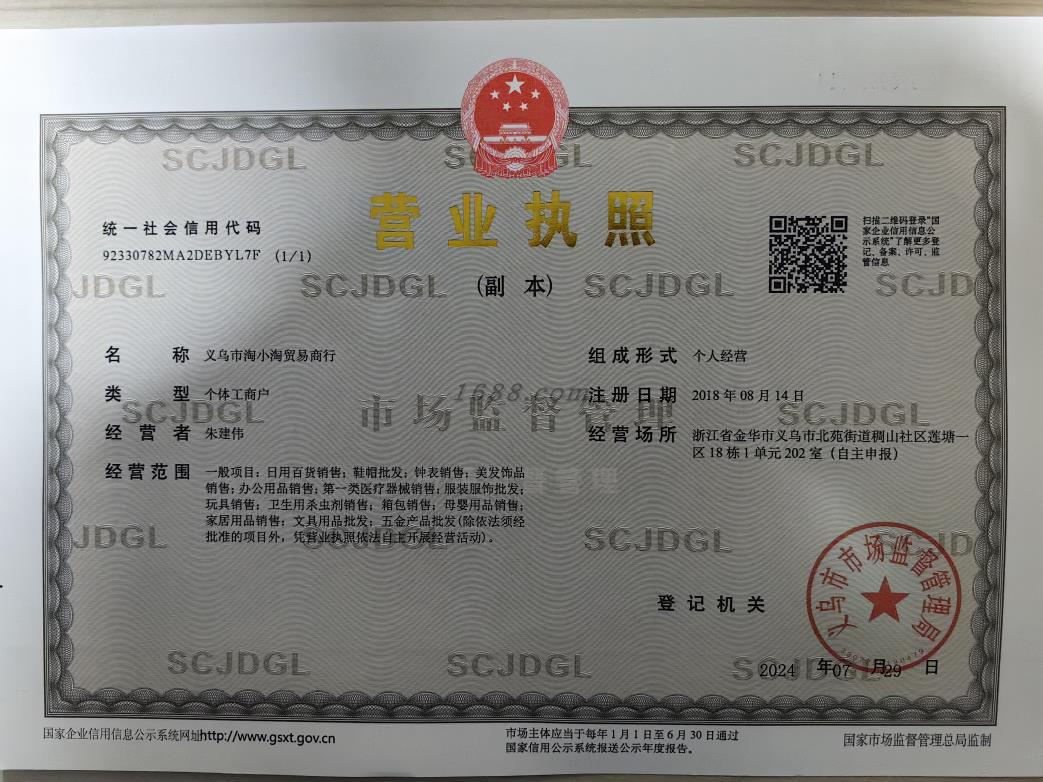 SCJDGL SCJDGL SCJDGL
营业执照
(副 本)
统一社会信用代码
92330782MA2DEBYL7F (1/1)
扫描二维码登录“国
家企业信用信息公
示系统”了解更多登
记、备案、许可、监
管信息
JDGL SCJDGL SCJDGL SCJD
名 称 义乌市淘小淘贸易商行
类 型 个体工商户
经营者 朱建伟
经营范围 一般项目：日用百货销售；鞋帽批发；钟表销售；美发饰品
销售；办公用品销售；第一类医疗器械销售；服装服饰批发；
玩具销售；卫生用杀虫剂销售；箱包销售；母婴用品销售；
家居用品销售；文具用品批发；五金产品批发(除依法须经
批准的项目外，凭营业执照依法自主开展经营活动)。
组成形式 个人经营
注册日期 2018 年 08 月 14 日
经营场所 浙江省金华市义乌市北苑街道稠山社区莲塘一
区 18 栋 1 单元 202 室（自主申报）
1688.com
SCJDGL 市场监督管理 SCJDGL
JDGL SCJDGL SCJDGL SCJD
登记机关
义乌市市场监督管理局
2024 年 07 月 29 日
SCJDGL SCJDGL SCJDGL
国家企业信用信息公示系统网址http://www.gsxt.gov.cn
市场主体应当于每年 1 月 1 日至 6 月 30 日通过
国家信用公示系统报送公示年度报告。
国家市场监督管理总局监制